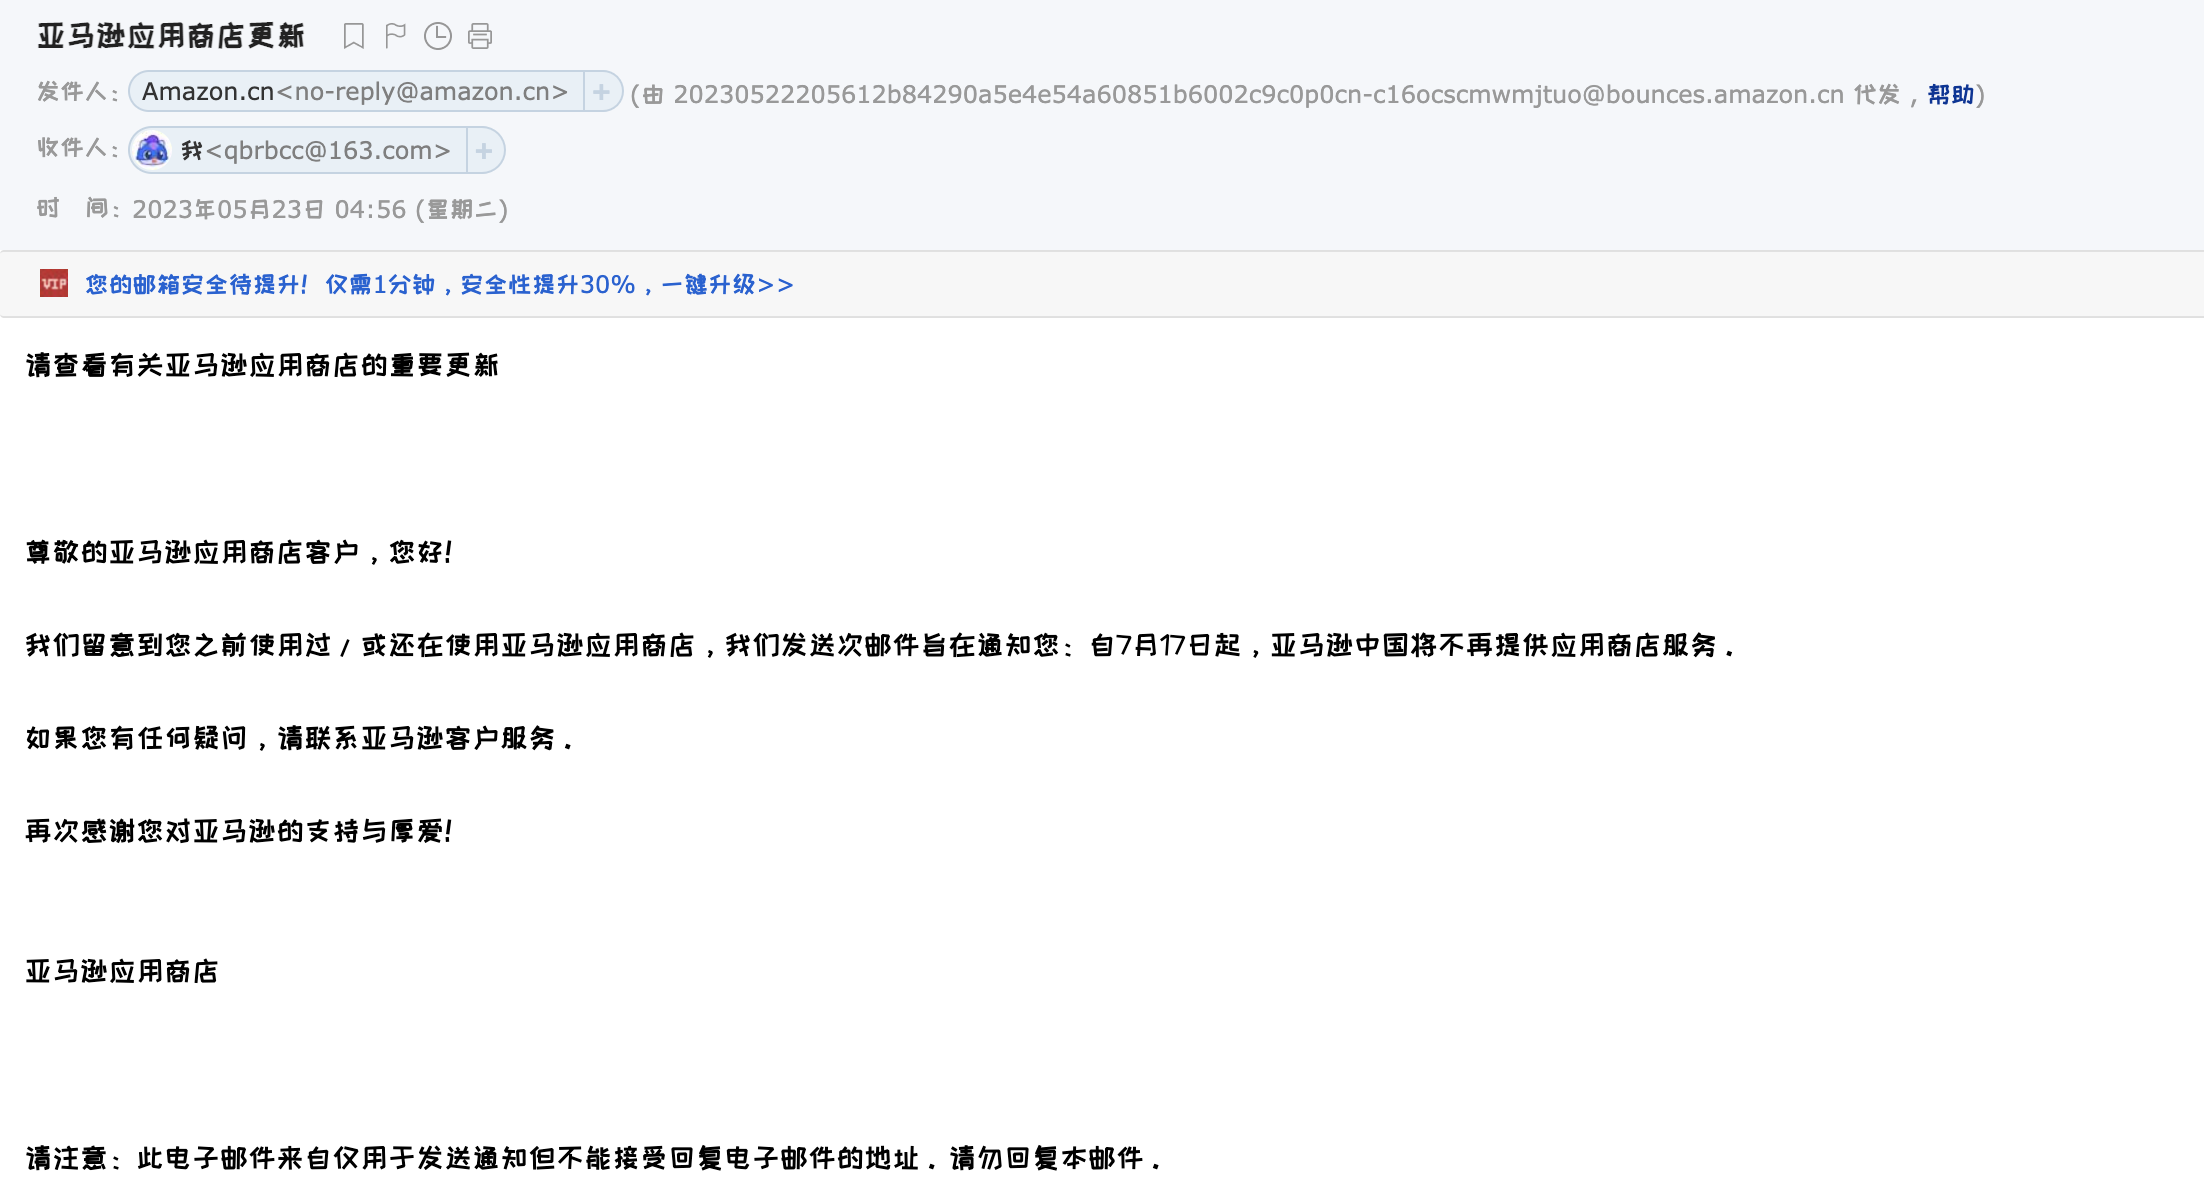 亚马逊应用商店更新
发件人：Amazon.cn<no-reply@amazon.cn> + (由 20230522205612b84290a5e4e54a60851b6002c9c0p0cn-c16ocscmwmjtuo@bounces.amazon.cn 代发，帮助)
收件人：我<qbrbcc@163.com> +
时 间：2023年05月23日 04:56 (星期二)
VIP 您的邮箱安全待提升！仅需1分钟，安全性提升30%，一键升级>>
请查看有关亚马逊应用商店的重要更新
尊敬的亚马逊应用商店客户，您好！
我们留意到您之前使用过/或还在使用亚马逊应用商店，我们发送次邮件旨在通知您：自7月17日起，亚马逊中国将不再提供应用商店服务。
如果您有任何疑问，请联系亚马逊客户服务。
再次感谢您对亚马逊的支持与厚爱！
亚马逊应用商店
请注意：此电子邮件来自仅用于发送通知但不能接受回复电子邮件的地址。请勿回复本邮件。